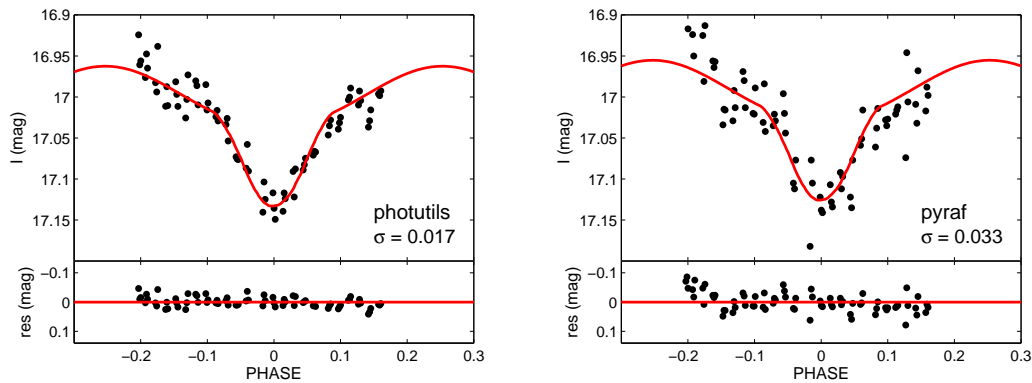 16.9
16.95
17
17.05
17.1
17.15
I (mag)
photutils
σ = 0.017
-0.1
0
0.1
res (mag)
−0.2 −0.1 0 0.1 0.2 0.3
PHASE
16.9
16.95
17
17.05
17.1
17.15
I (mag)
pyraf
σ = 0.033
-0.1
0
0.1
res (mag)
−0.2 −0.1 0 0.1 0.2 0.3
PHASE